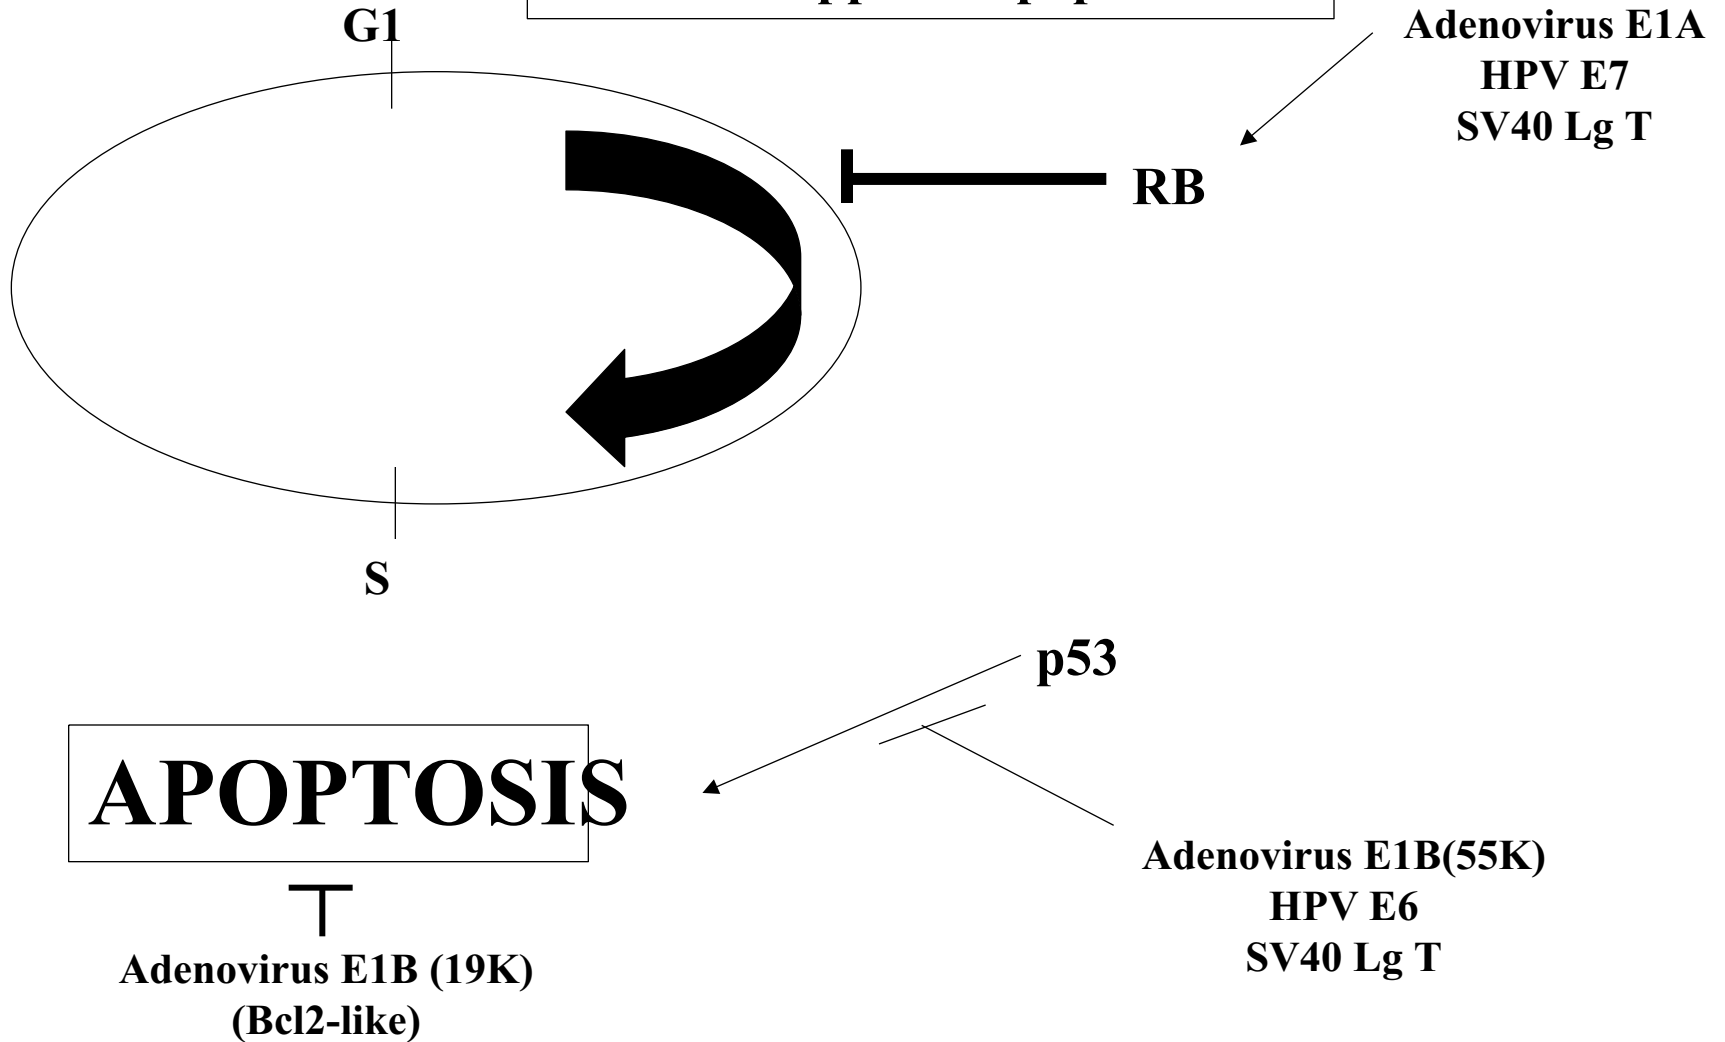 G1
Adenovirus E1A
HPV E7
SV40 Lg T
RB
S
p53
APOPTOSIS
Adenovirus E1B(55K)
HPV E6
SV40 Lg T
Adenovirus E1B (19K)
(Bcl2-like)